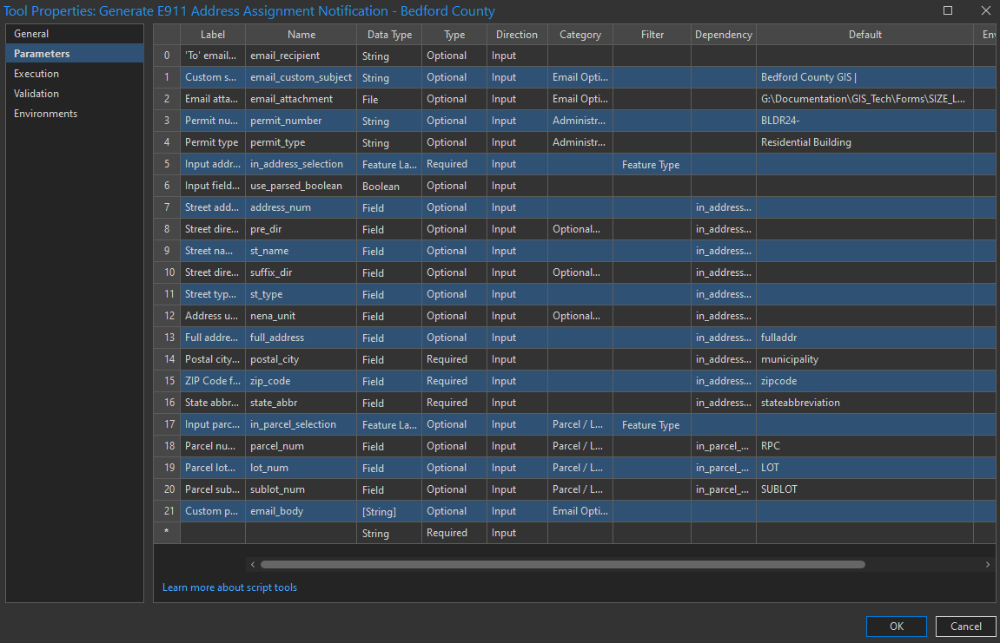 Tool Properties: Generate E911 Address Assignment Notification - Bedford County
General
Parameters
Execution
Validation
Environments
Label Name Data Type Type Direction Category Filter Dependency Default Env
0 'To' email... email_recipient String Optional Input
1 Custom s... email_custom_subject String Optional Input Email Opti... Bedford County GIS |
2 Email atta... email_attachment File Optional Input Email Opti... G:\Documentation\GIS_Tech\Forms\SIZE_L...
3 Permit nu... permit_number String Optional Input Administr... BLDR24-
4 Permit type permit_type String Optional Input Administr... Residential Building
5 Input addr... in_address_selection Feature La... Required Input Feature Type
6 Input field... use_parsed_boolean Boolean Optional Input
7 Street add... address_num Field Optional Input in_address...
8 Street dire... pre_dir Field Optional Input Optional... in_address...
9 Street na... st_name Field Optional Input in_address...
10 Street dire... suffix_dir Field Optional Input Optional... in_address...
11 Street typ... st_type Field Optional Input in_address...
12 Address u... nena_unit Field Optional Input Optional... in_address...
13 Full addre... full_address Field Optional Input in_address... fulladdr
14 Postal city... postal_city Field Required Input in_address... municipality
15 ZIP Code f... zip_code Field Required Input in_address... zipcode
16 State abbr... state_abbr Field Required Input in_address... stateabbreviation
17 Input parc... in_parcel_selection Feature La... Optional Input Parcel / L... Feature Type
18 Parcel nu... parcel_num Field Optional Input Parcel / L... in_parcel_... RPC
19 Parcel lot... lot_num Field Optional Input Parcel / L... in_parcel_... LOT
20 Parcel sub... sublot_num Field Optional Input Parcel / L... in_parcel_... SUBLOT
21 Custom p... email_body [String] Optional Input Email Opti...
* String Required Input
Learn more about script tools
OK Cancel